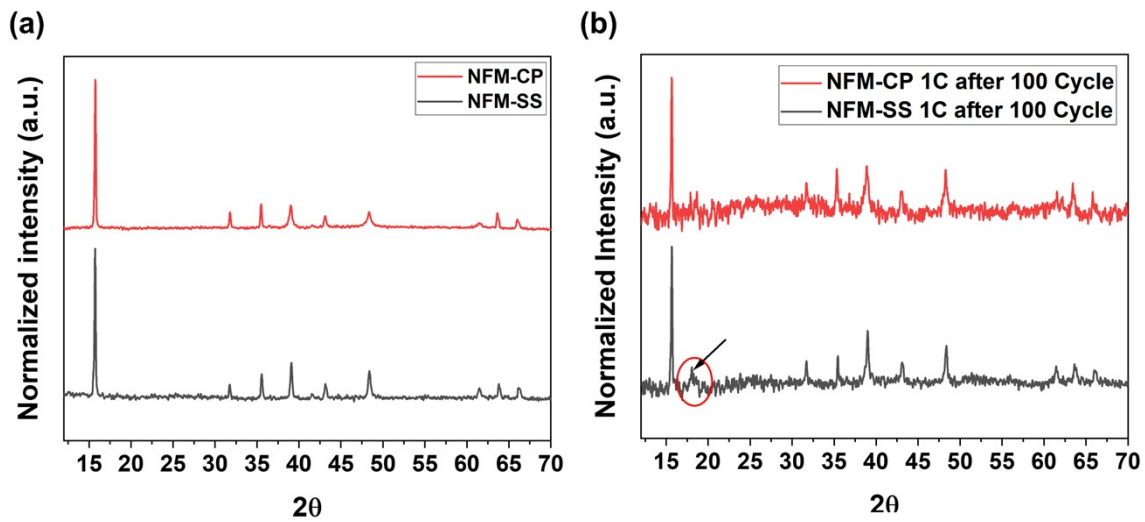 (a)
NFM-CP
NFM-SS
Normalized intensity (a.u.)
15 20 25 30 35 40 45 50 55 60 65 70
2θ
(b)
NFM-CP 1C after 100 Cycle
NFM-SS 1C after 100 Cycle
Normalized Intensity (a.u.)
15 20 25 30 35 40 45 50 55 60 65 70
2θ